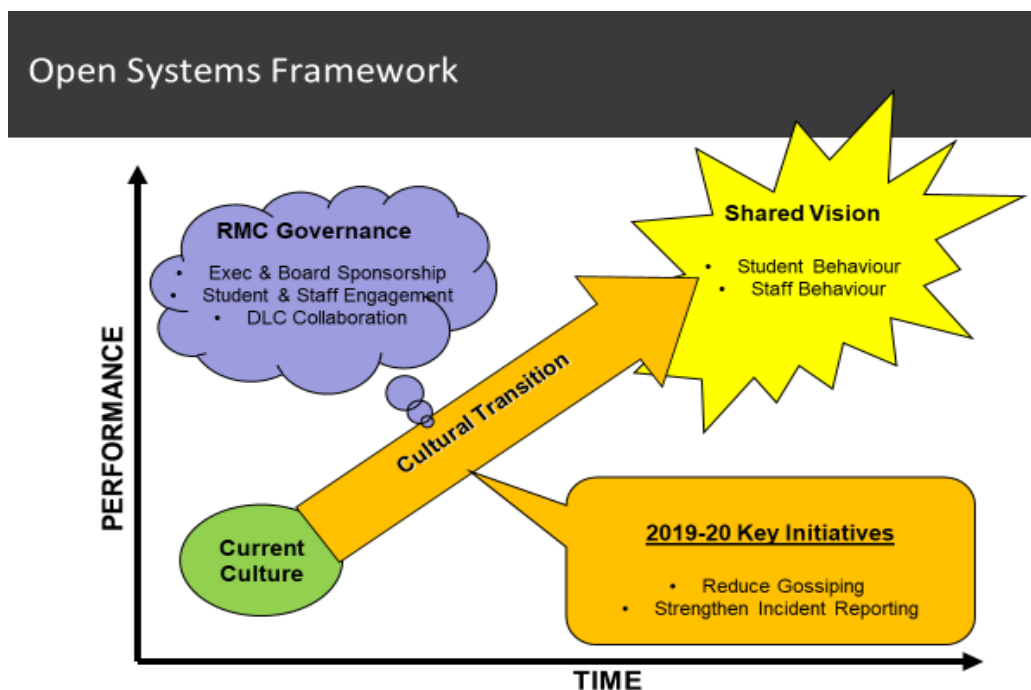 Open Systems Framework
RMC Governance
• Exec & Board Sponsorship
• Student & Staff Engagement
• DLC Collaboration
Shared Vision
• Student Behaviour
• Staff Behaviour
PERFORMANCE
Cultural Transition
Current
Culture
2019-20 Key Initiatives
• Reduce Gossiping
• Strengthen Incident Reporting
TIME